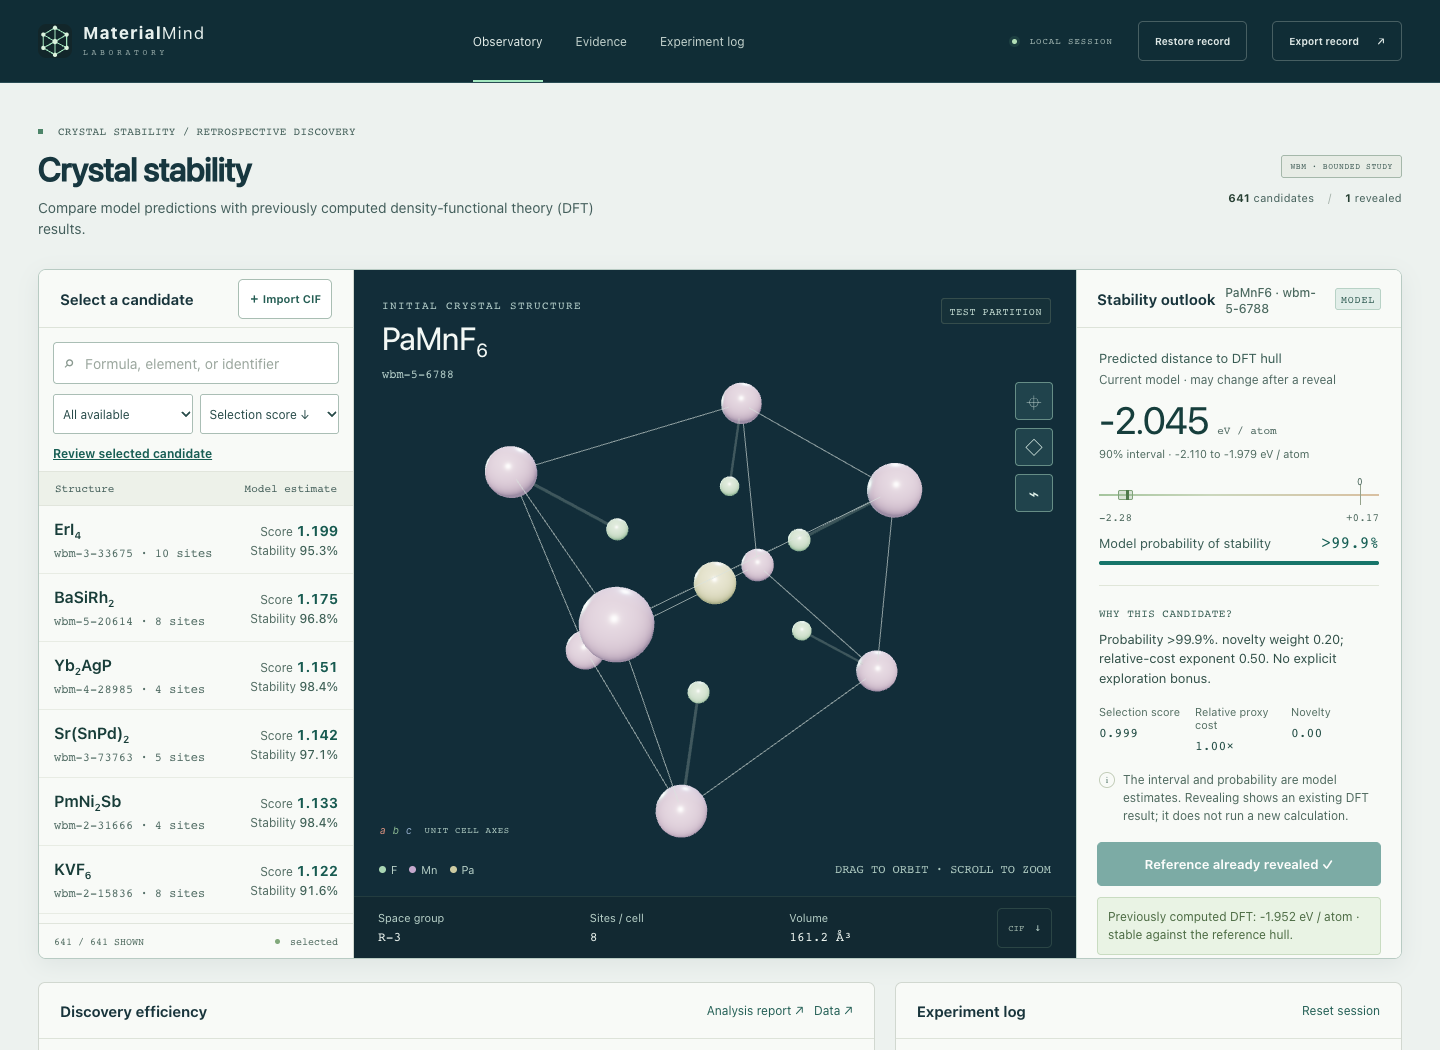 MaterialMind
LABORATORY
Observatory
Evidence
Experiment log
LOCAL SESSION
Restore record
Export record ↗
CRYSTAL STABILITY / RETROSPECTIVE DISCOVERY
Crystal stability
Compare model predictions with previously computed density-functional theory (DFT)
results.
WBM · BOUNDED STUDY
641 candidates / 1 revealed
Select a candidate
+ Import CIF
Formula, element, or identifier
All available
Selection score ↓
Review selected candidate
Structure
Model estimate
ErI4
Score 1.199
wbm-3-33675 · 10 sites
Stability 95.3%
BaSiRh2
Score 1.175
wbm-5-20614 · 8 sites
Stability 96.8%
Yb2AgP
Score 1.151
wbm-4-28985 · 4 sites
Stability 98.4%
Sr(SnPd)2
Score 1.142
wbm-3-73763 · 5 sites
Stability 97.1%
PmNi2Sb
Score 1.133
wbm-2-31666 · 4 sites
Stability 98.4%
KVF6
Score 1.122
wbm-2-15836 · 8 sites
Stability 91.6%
641 / 641 SHOWN
selected
INITIAL CRYSTAL STRUCTURE
PaMnF6
wbm-5-6788
TEST PARTITION
a b c UNIT CELL AXES
F Mn Pa
DRAG TO ORBIT · SCROLL TO ZOOM
Space group
R-3
Sites / cell
8
Volume
161.2 Å³
CIF ↓
Stability outlook
PaMnF6 · wbm-
5-6788
MODEL
Predicted distance to DFT hull
Current model · may change after a reveal
-2.045 eV / atom
90% interval · -2.110 to -1.979 eV / atom
0
-2.28
+0.17
Model probability of stability
>99.9%
WHY THIS CANDIDATE?
Probability >99.9%. novelty weight 0.20;
relative-cost exponent 0.50. No explicit
exploration bonus.
Selection score
0.999
Relative proxy
cost
1.00×
Novelty
0.00
i
The interval and probability are model
estimates. Revealing shows an existing DFT
result; it does not run a new calculation.
Reference already revealed ✓
Previously computed DFT: -1.952 eV / atom ·
stable against the reference hull.
Discovery efficiency
Analysis report ↗
Data ↗
Experiment log
Reset session